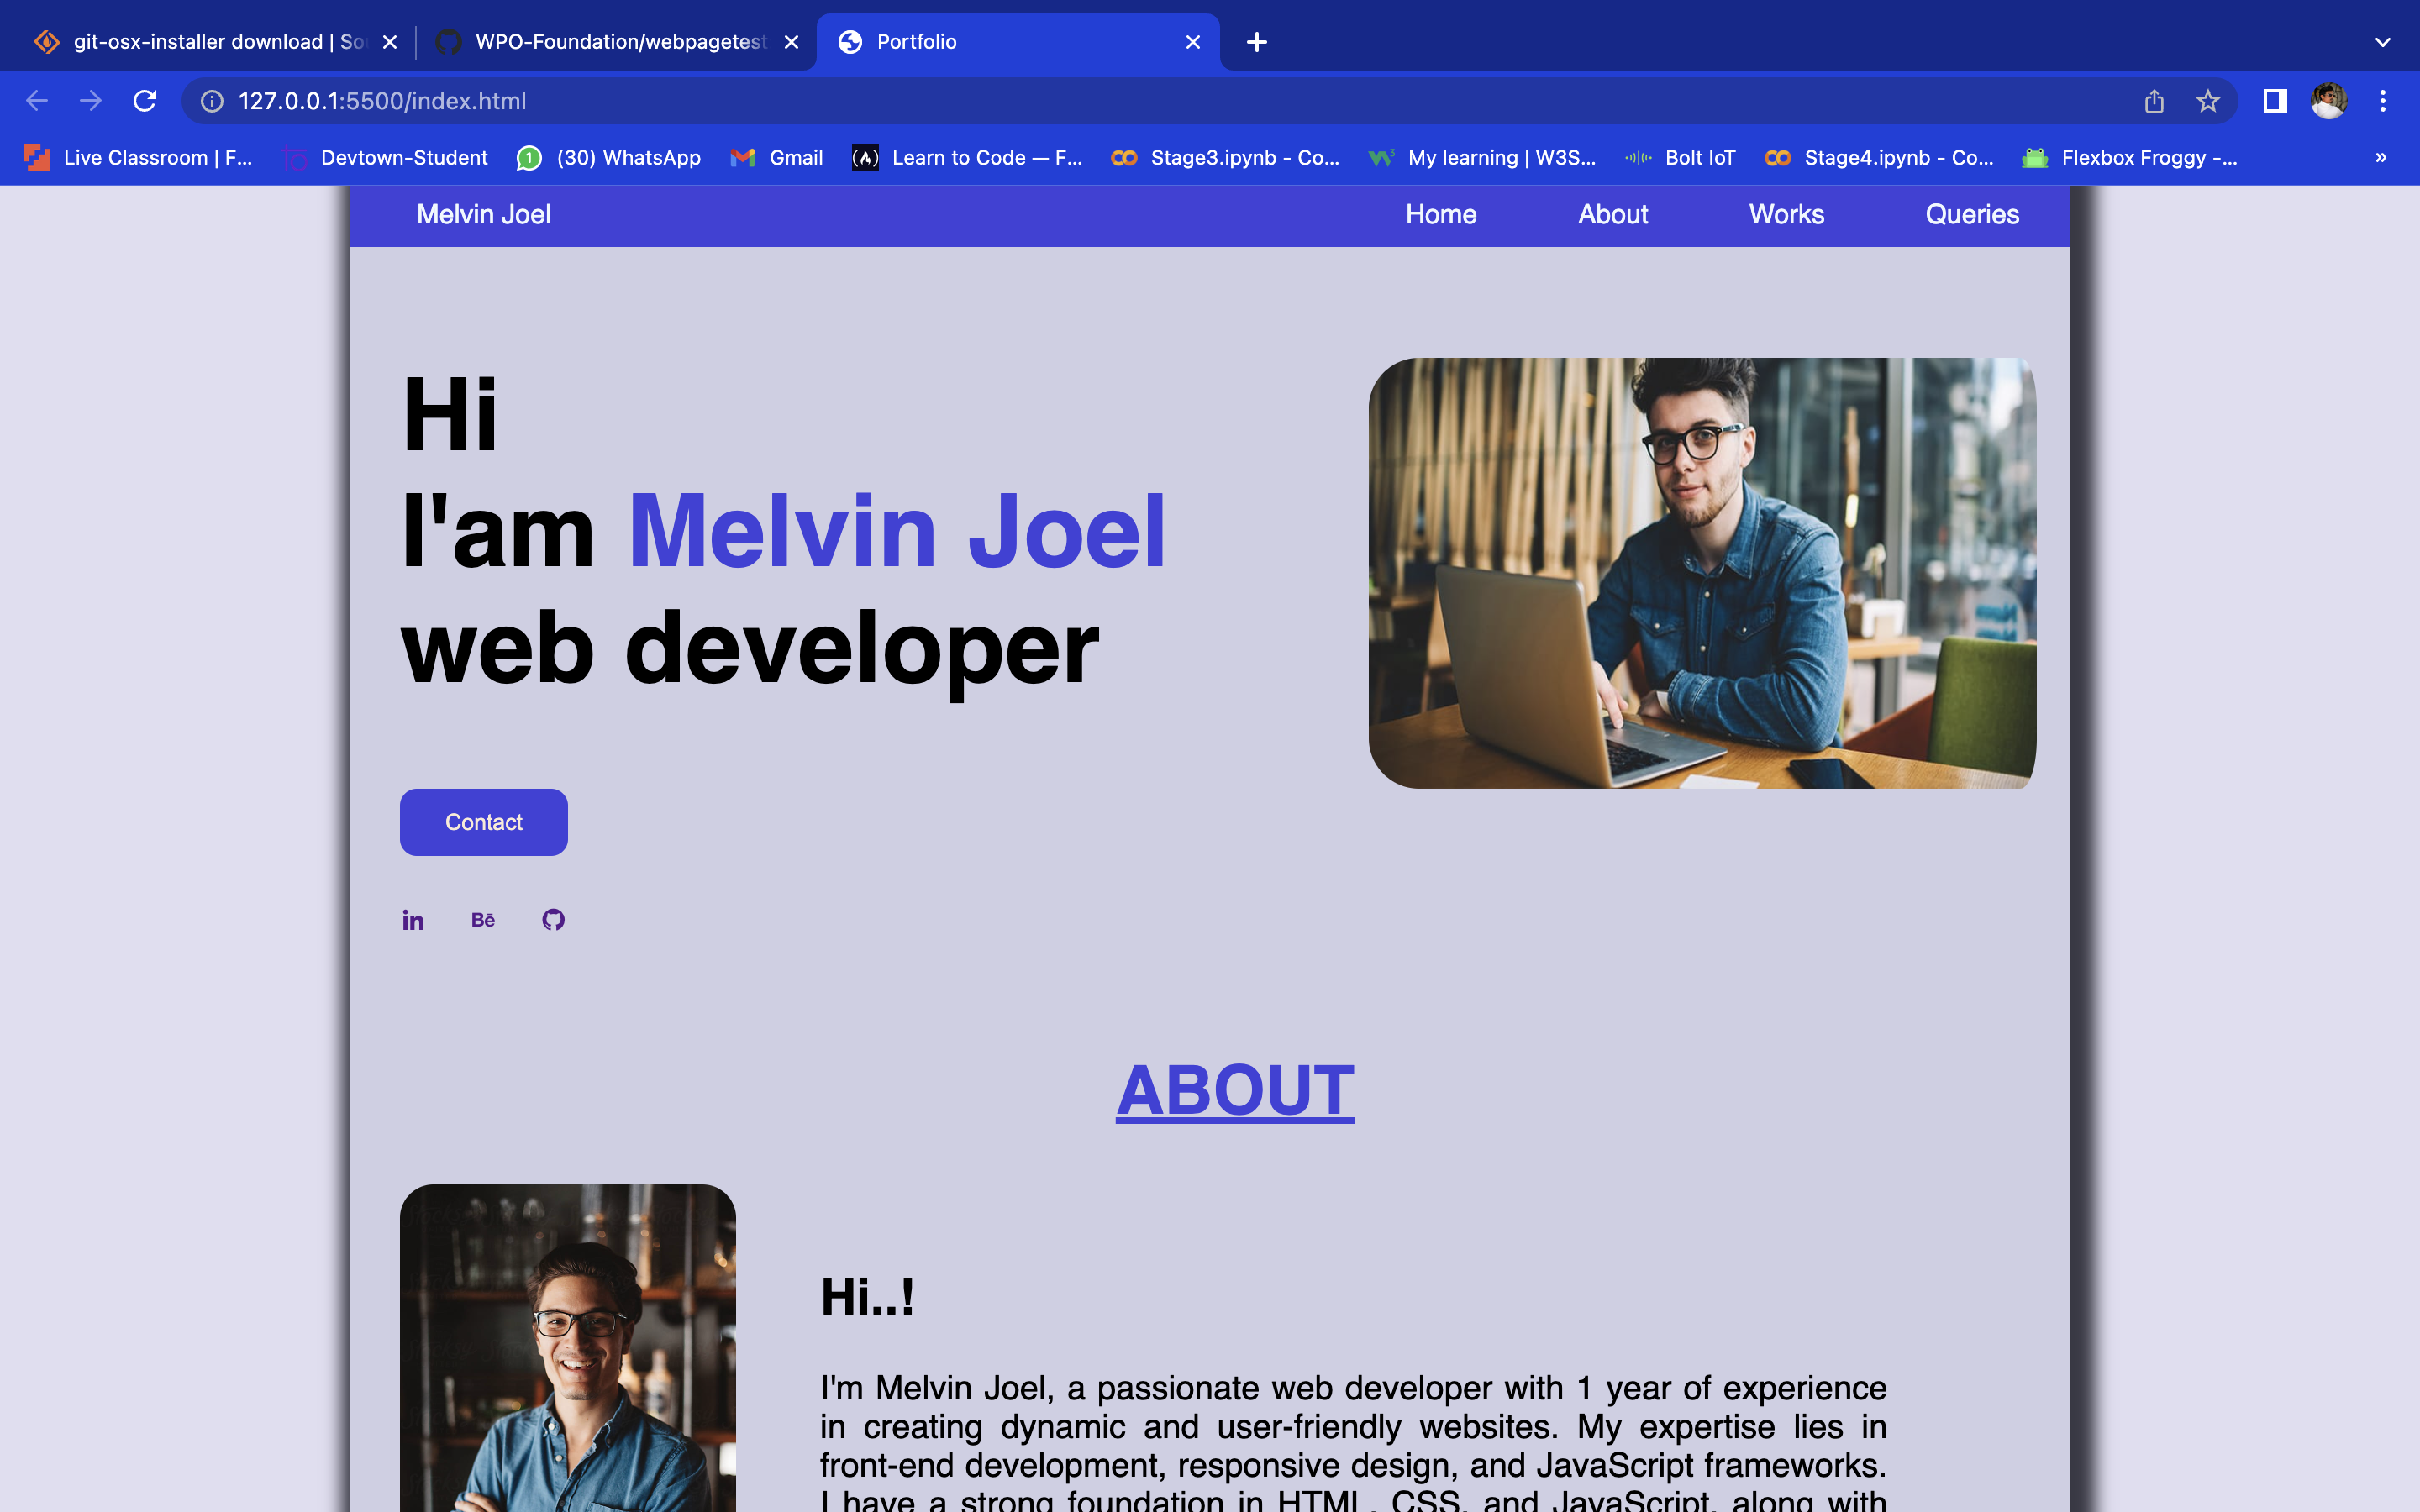 git-osx-installer download | So
WPO-Foundation/webpagetest
Portfolio
127.0.0.1:5500/index.html
Live Classroom | F...
Devtown-Student
1
(30) WhatsApp
Gmail
Learn to Code — F...
Stage3.ipynb - Co...
My learning | W3S...
Bolt IoT
Stage4.ipynb - Co...
Flexbox Froggy -...
»
Melvin Joel
Home
About
Works
Queries
Hi
I'am Melvin Joel
web developer
Contact
in
Bē
ABOUT
Hi..!
I'm Melvin Joel, a passionate web developer with 1 year of experience
in creating dynamic and user-friendly websites. My expertise lies in
front-end development, responsive design, and JavaScript frameworks.
I have a strong foundation in HTML, CSS, and JavaScript, along with